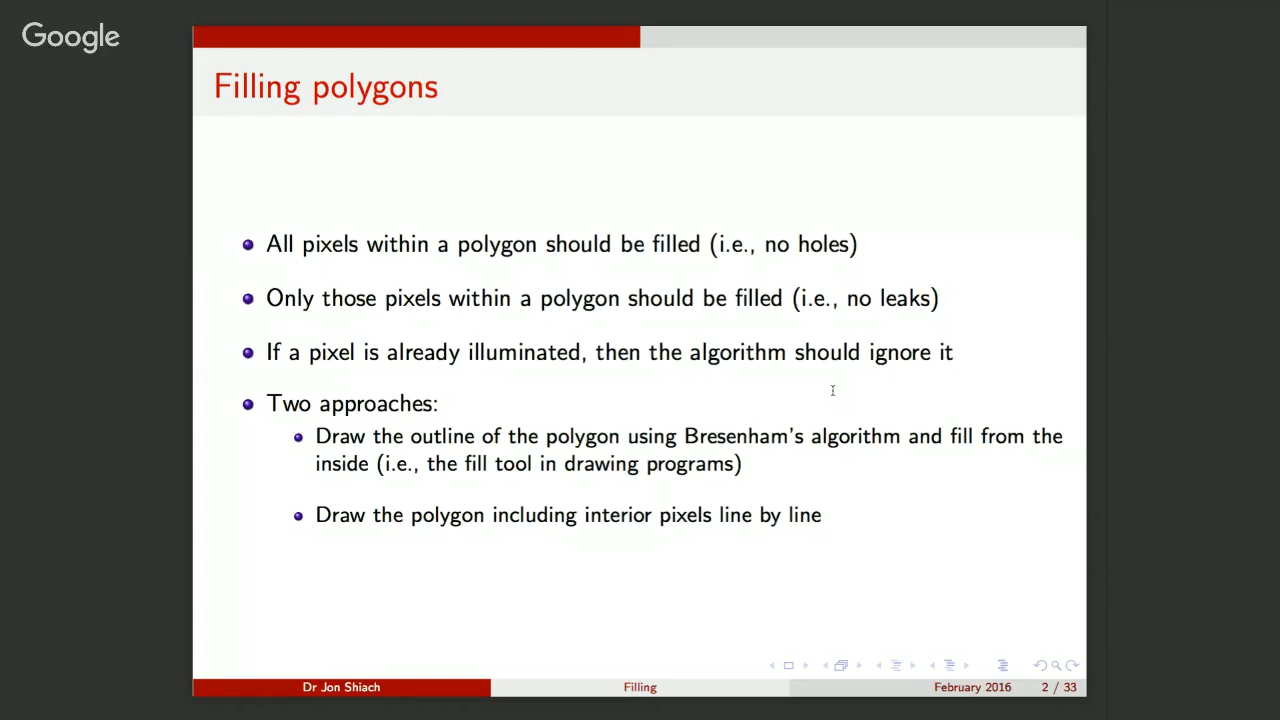 Google
Filling polygons
All pixels within a polygon should be filled (i.e., no holes)
Only those pixels within a polygon should be filled (i.e., no leaks)
If a pixel is already illuminated, then the algorithm should ignore it
Two approaches:
Draw the outline of the polygon using Bresenham's algorithm and fill from the
inside (i.e., the fill tool in drawing programs)
Draw the polygon including interior pixels line by line
Dr Jon Shiach Filling February 2016 2 / 33